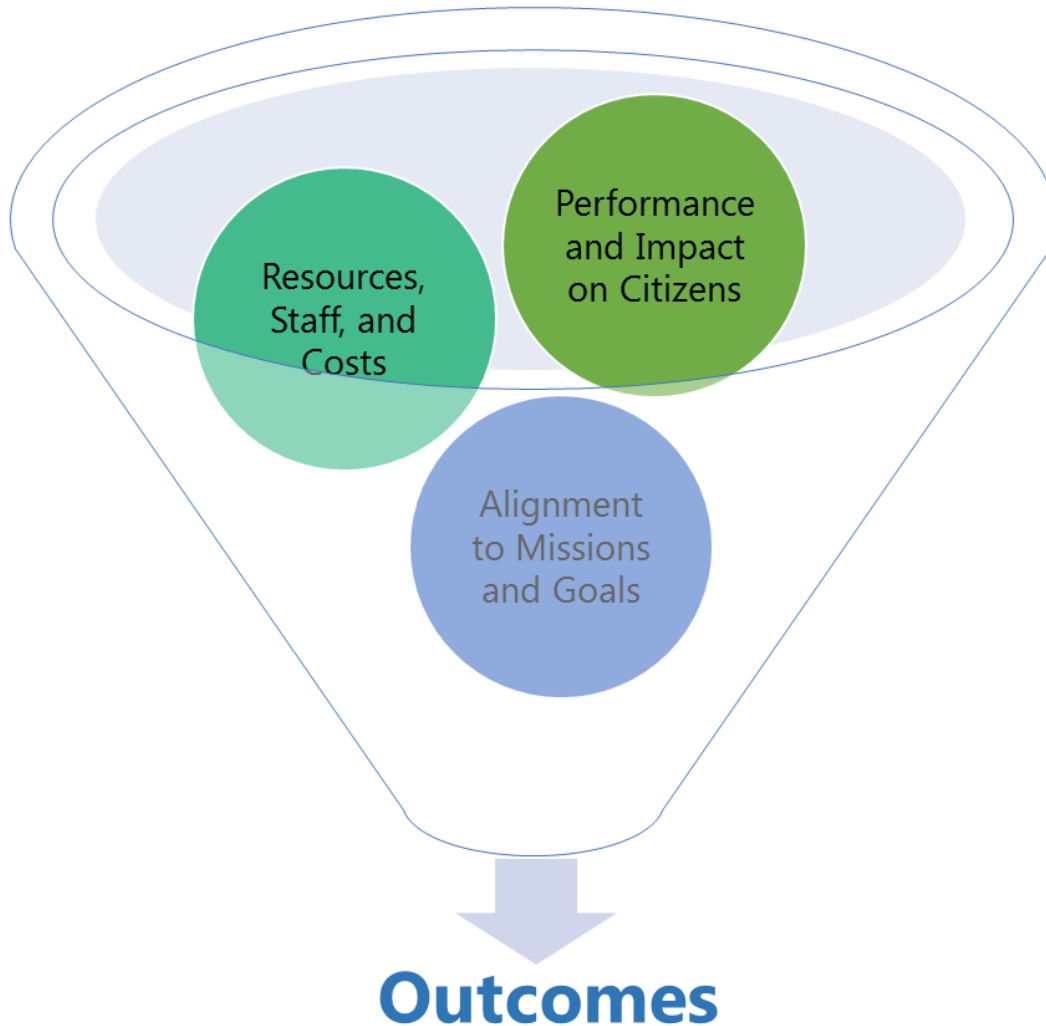 Performance
and Impact
on Citizens
Resources,
Staff, and
Costs
Alignment
to Missions
and Goals
Outcomes